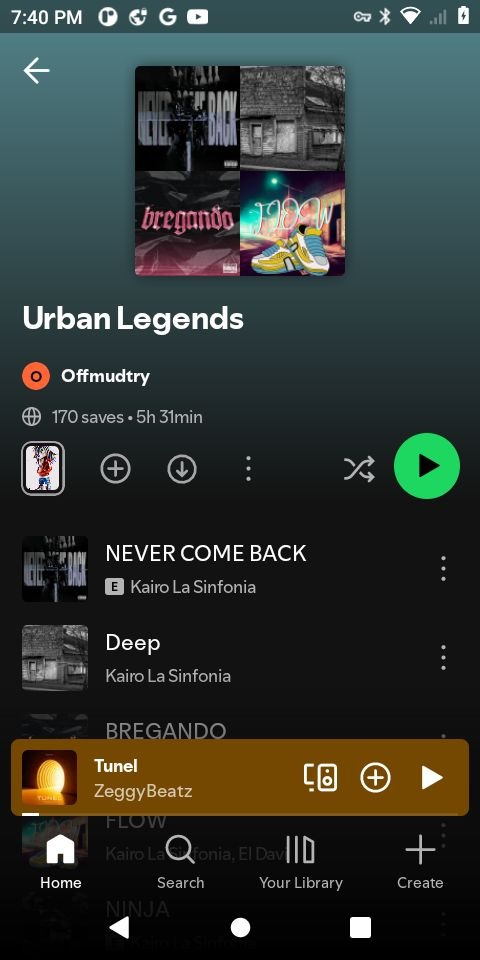 7:40 PM
NEVER COME BACK
bregando
FLOW
Urban Legends
O Offmudtry
170 saves • 5h 31min
NEVER COME BACK
E Kairo La Sinfonia
Deep
Kairo La Sinfonia
BREGANDO
Tunel
ZeggyBeatz
FLOW
Kairo La Sinfonia, El Davi
Home
Search
Your Library
Create
NINJA
Kairo La Sinfonia